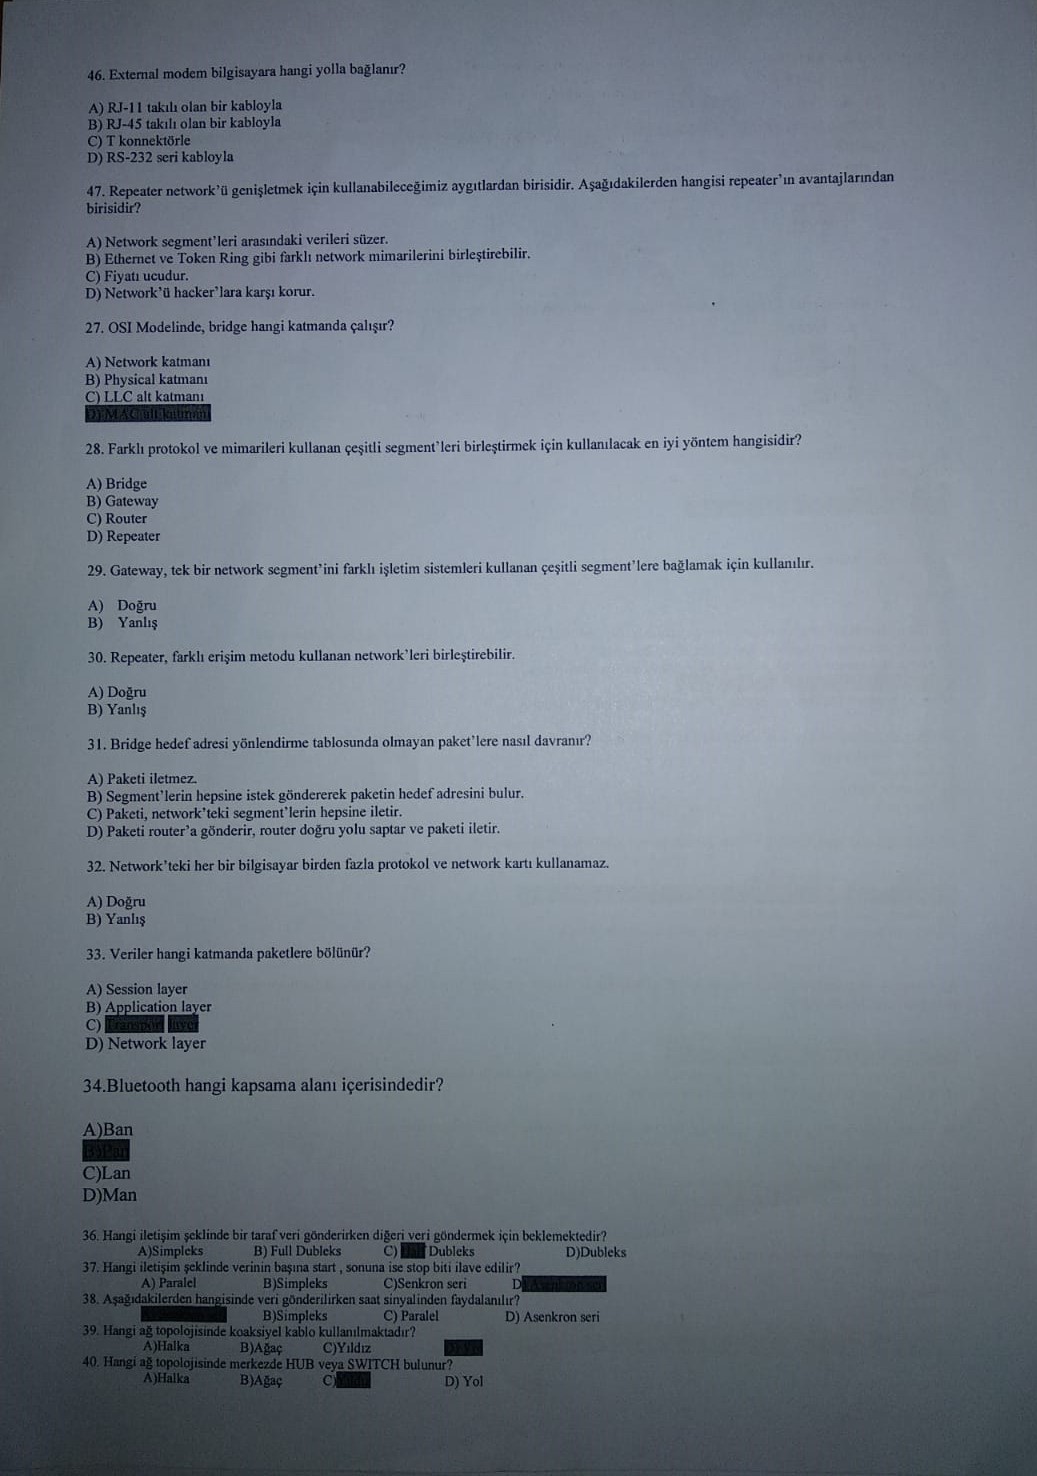 46. External modem bilgisayara hangi yolla bağlanır?
A) RJ-11 takılı olan bir kabloyla
B) RJ-45 takılı olan bir kabloyla
C) T konnektörle
D) RS-232 seri kabloyla
47. Repeater network'ü genişletmek için kullanabileceğimiz aygıtlardan birisidir. Aşağıdakilerden hangisi repeater'ın avantajlarından
birisidir?
A) Network segment'leri arasındaki verileri süzer.
B) Ethernet ve Token Ring gibi farklı network mimarilerini birleştirebilir.
C) Fiyatı ucudur.
D) Network'ü hacker'lara karşı korur.
27. OSI Modelinde, bridge hangi katmanda çalışır?
A) Network katmanı
B) Physical katmanı
C) LLC alt katmanı
D) MAC alt katmanı
28. Farklı protokol ve mimarileri kullanan çeşitli segment'leri birleştirmek için kullanılacak en iyi yöntem hangisidir?
A) Bridge
B) Gateway
C) Router
D) Repeater
29. Gateway, tek bir network segment'ini farklı işletim sistemleri kullanan çeşitli segment'lere bağlamak için kullanılır.
A) Doğru
B) Yanlış
30. Repeater, farklı erişim metodu kullanan network'leri birleştirebilir.
A) Doğru
B) Yanlış
31. Bridge hedef adresi yönlendirme tablosunda olmayan paket'lere nasıl davranır?
A) Paketi iletmez.
B) Segment'lerin hepsine istek göndererek paketin hedef adresini bulur.
C) Paketi, network'teki segment'lerin hepsine iletir.
D) Paketi router'a gönderir, router doğru yolu saptar ve paketi iletir.
32. Network'teki her bir bilgisayar birden fazla protokol ve network kartı kullanamaz.
A) Doğru
B) Yanlış
33. Veriler hangi katmanda paketlere bölünür?
A) Session layer
B) Application layer
C) Transport layer
D) Network layer
34.Bluetooth hangi kapsama alanı içerisindedir?
A)Ban
B)Pan
C)Lan
D)Man
36. Hangi iletişim şeklinde bir taraf veri gönderirken diğeri veri göndermek için beklemektedir?
A)Simpleks B) Full Dubleks C) Half Dubleks D)Dubleks
37. Hangi iletişim şeklinde verinin başına start , sonuna ise stop biti ilave edilir?
A) Paralel B)Simpleks C)Senkron seri D) Asenkron seri
38. Aşağıdakilerden hangisinde veri gönderilirken saat sinyalinden faydalanılır?
B)Simpleks C) Paralel D) Asenkron seri
39. Hangi ağ topolojisinde koaksiyel kablo kullanılmaktadır?
A)Halka B)Ağaç C)Yıldız
40. Hangi ağ topolojisinde merkezde HUB veya SWITCH bulunur?
A)Halka B)Ağaç C) D) Yol